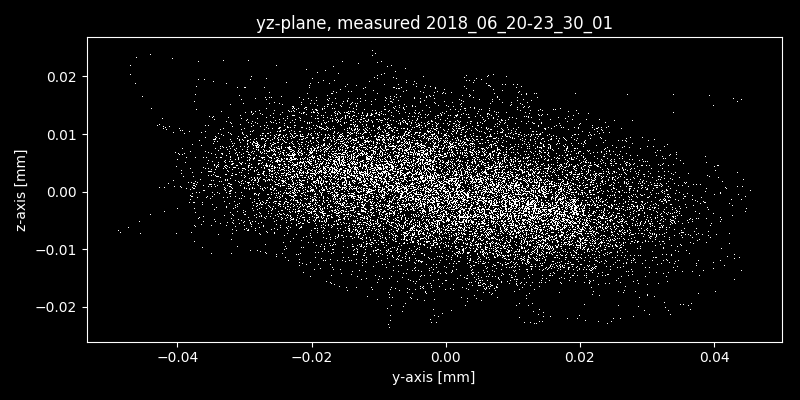 yz-plane, measured 2018_06_20-23_30_01
0.02
0.01
0.00
−0.01
−0.02
z-axis [mm]
−0.04 −0.02 0.00 0.02 0.04
y-axis [mm]